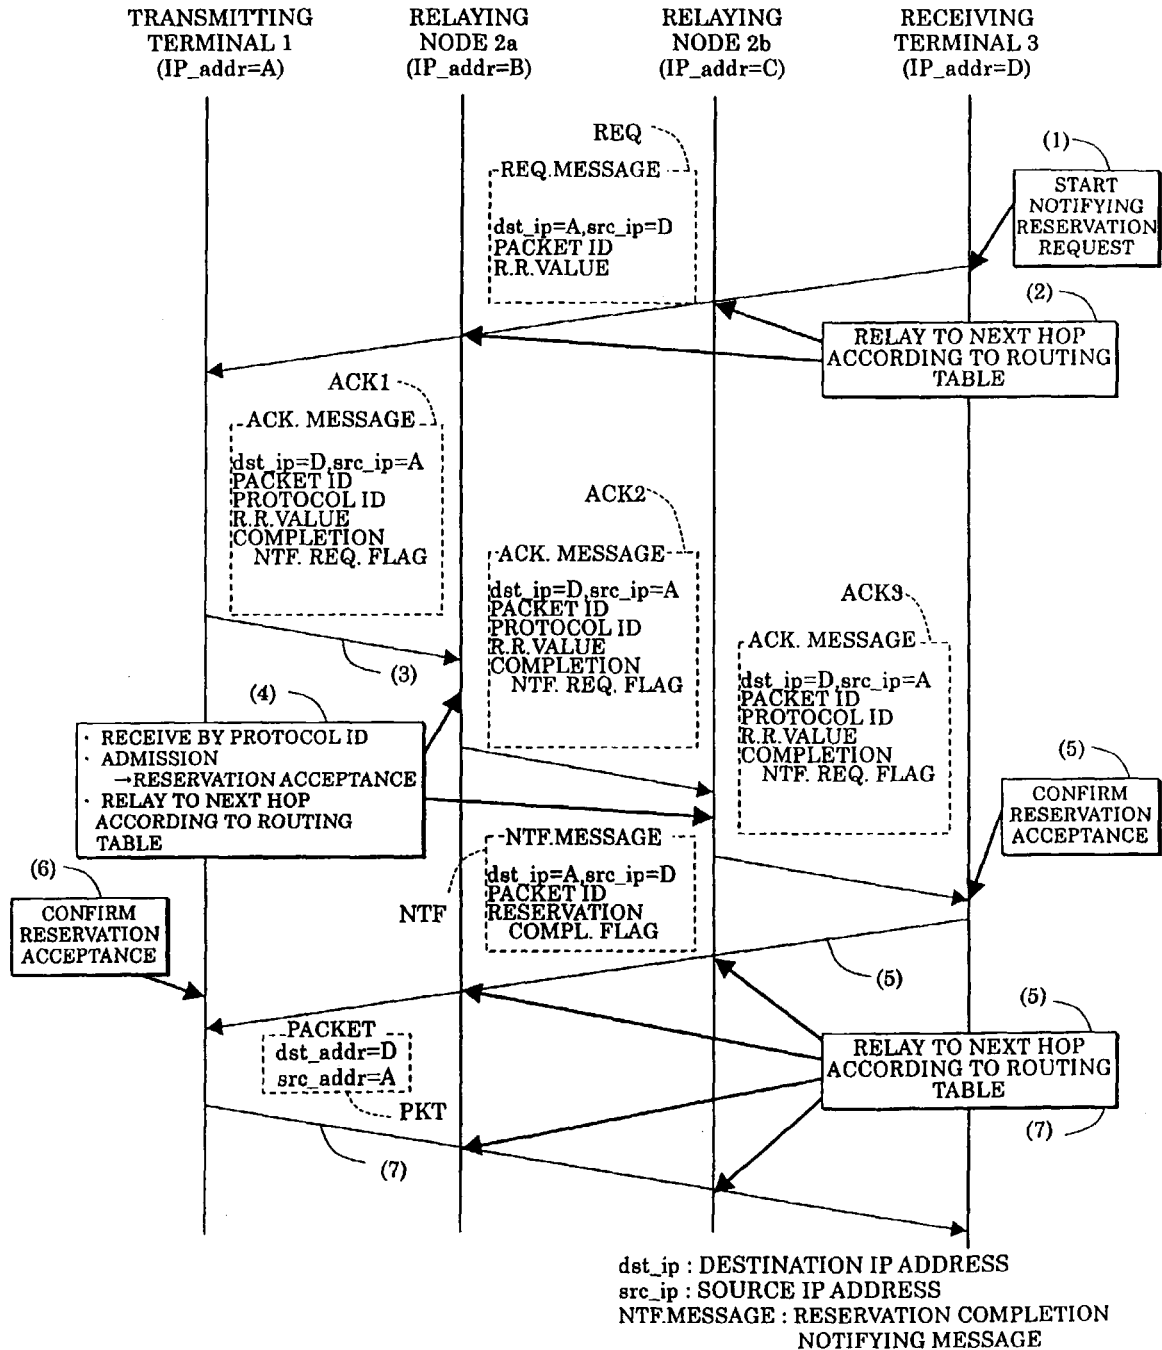 TRANSMITTING
TERMINAL 1
(IP_addr=A)
RELAYING
NODE 2a
(IP_addr=B)
RELAYING
NODE 2b
(IP_addr=C)
RECEIVING
TERMINAL 3
(IP_addr=D)
REQ
REQ.MESSAGE
dst_ip=A,src_ip=D
PACKET ID
R.R.VALUE
(1)
START
NOTIFYING
RESERVATION
REQUEST
(2)
RELAY TO NEXT HOP
ACCORDING TO ROUTING
TABLE
ACK1
ACK. MESSAGE
dst_ip=D,src_ip=A
PACKET ID
PROTOCOL ID
R.R.VALUE
COMPLETION
NTF. REQ. FLAG
(3)
ACK2
ACK. MESSAGE
dst_ip=D,src_ip=A
PACKET ID
PROTOCOL ID
R.R.VALUE
COMPLETION
NTF. REQ. FLAG
ACK3
ACK. MESSAGE
dst_ip=D,src_ip=A
PACKET ID
PROTOCOL ID
R.R.VALUE
COMPLETION
NTF. REQ. FLAG
(4)
· RECEIVE BY PROTOCOL ID
· ADMISSION
→RESERVATION ACCEPTANCE
· RELAY TO NEXT HOP
ACCORDING TO ROUTING
TABLE
(5)
CONFIRM
RESERVATION
ACCEPTANCE
NTF.MESSAGE
dst_ip=A,src_ip=D
PACKET ID
RESERVATION
COMPL. FLAG
NTF
(6)
CONFIRM
RESERVATION
ACCEPTANCE
(5)
(5)
RELAY TO NEXT HOP
ACCORDING TO ROUTING
TABLE
(7)
PACKET
dst_addr=D
src_addr=A
PKT
(7)
dst_ip : DESTINATION IP ADDRESS
src_ip : SOURCE IP ADDRESS
NTF.MESSAGE : RESERVATION COMPLETION
NOTIFYING MESSAGE